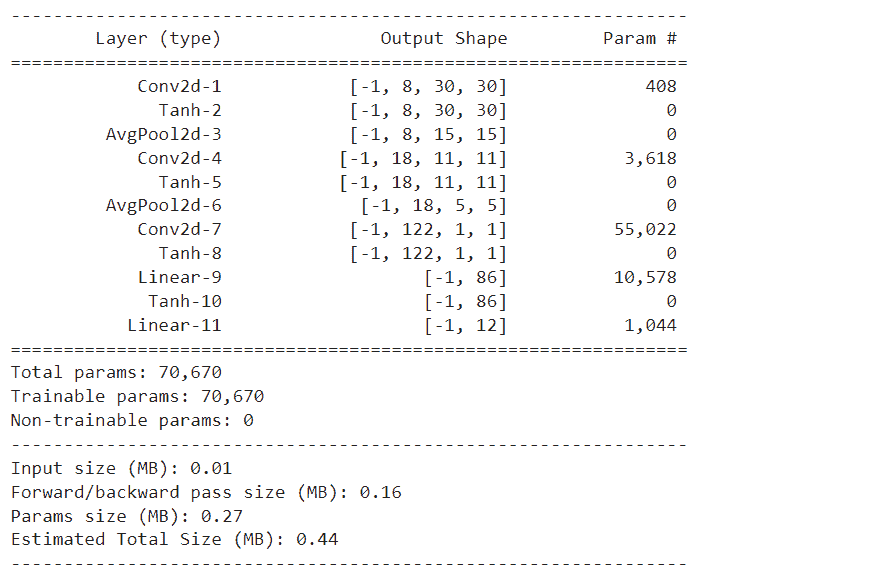 ----------------------------------------------------------------
Layer (type) Output Shape Param #
================================================================
Conv2d-1 [-1, 8, 30, 30] 408
Tanh-2 [-1, 8, 30, 30] 0
AvgPool2d-3 [-1, 8, 15, 15] 0
Conv2d-4 [-1, 18, 11, 11] 3,618
Tanh-5 [-1, 18, 11, 11] 0
AvgPool2d-6 [-1, 18, 5, 5] 0
Conv2d-7 [-1, 122, 1, 1] 55,022
Tanh-8 [-1, 122, 1, 1] 0
Linear-9 [-1, 86] 10,578
Tanh-10 [-1, 86] 0
Linear-11 [-1, 12] 1,044
================================================================
Total params: 70,670
Trainable params: 70,670
Non-trainable params: 0
----------------------------------------------------------------
Input size (MB): 0.01
Forward/backward pass size (MB): 0.16
Params size (MB): 0.27
Estimated Total Size (MB): 0.44
----------------------------------------------------------------